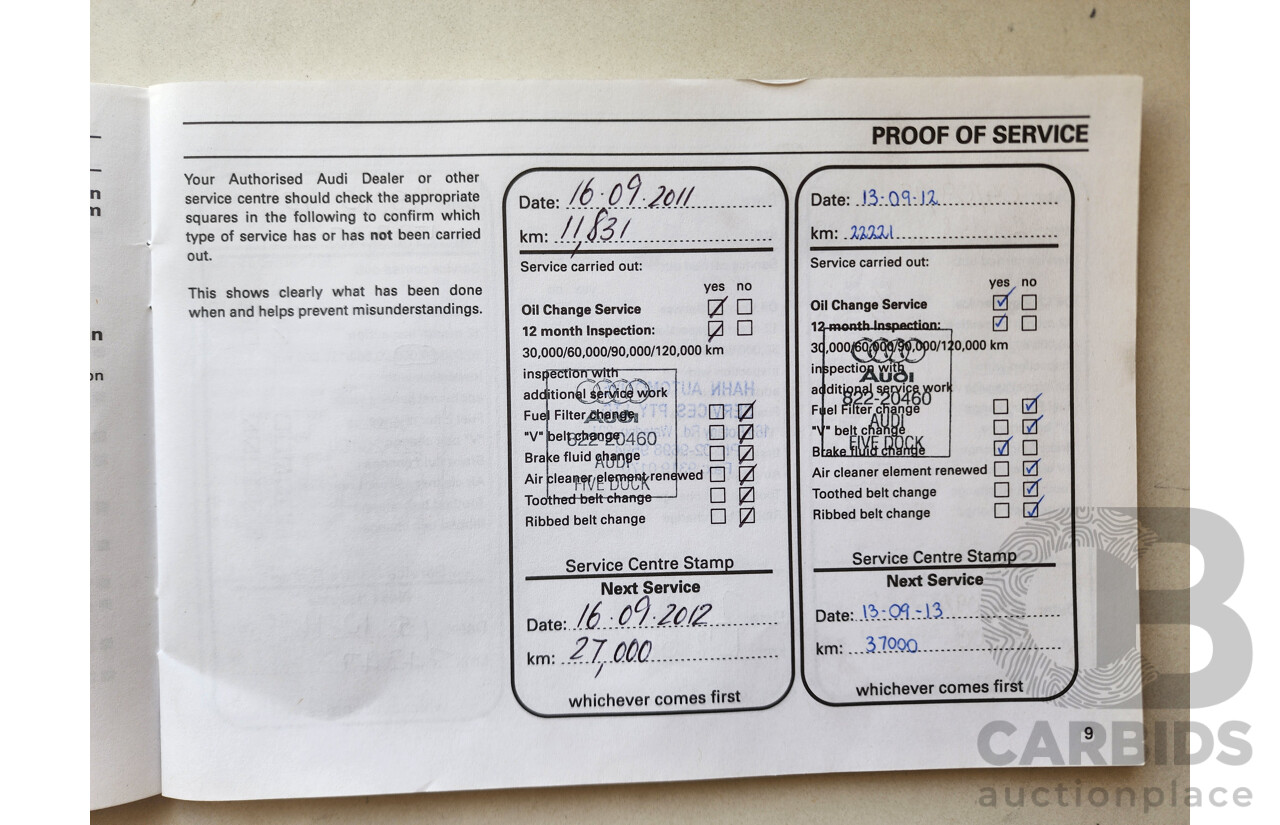 PROOF OF SERVICE
Your Authorised Audi Dealer or other
service centre should check the appropriate
squares in the following to confirm which
type of service has or has not been carried
out.
This shows clearly what has been done
when and helps prevent misunderstandings.
Date: 16.09.2011
km: 11,831
Service carried out:
yes no
Oil Change Service
12 month Inspection:
30,000/60,000/90,000/120,000 km
inspection with
additional service work
Fuel Filter change
"V" belt change
Brake fluid change
Air cleaner element renewed
Toothed belt change
Ribbed belt change
Audi
822-20460
AUDI
FIVE DOCK
Service Centre Stamp
Next Service
Date: 16.09.2012
km: 27,000
whichever comes first
Date: 13-09-12
km: 22221
Service carried out:
yes no
Oil Change Service
12 month Inspection:
30,000/60,000/90,000/120,000 km
inspection with
additional service work
Fuel Filter change
"V" belt change
Brake fluid change
Air cleaner element renewed
Toothed belt change
Ribbed belt change
Audi
822-20460
AUDI
FIVE DOCK
Service Centre Stamp
Next Service
Date: 13-09-13
km: 37000
whichever comes first
9
CARBIDS
auctionplace